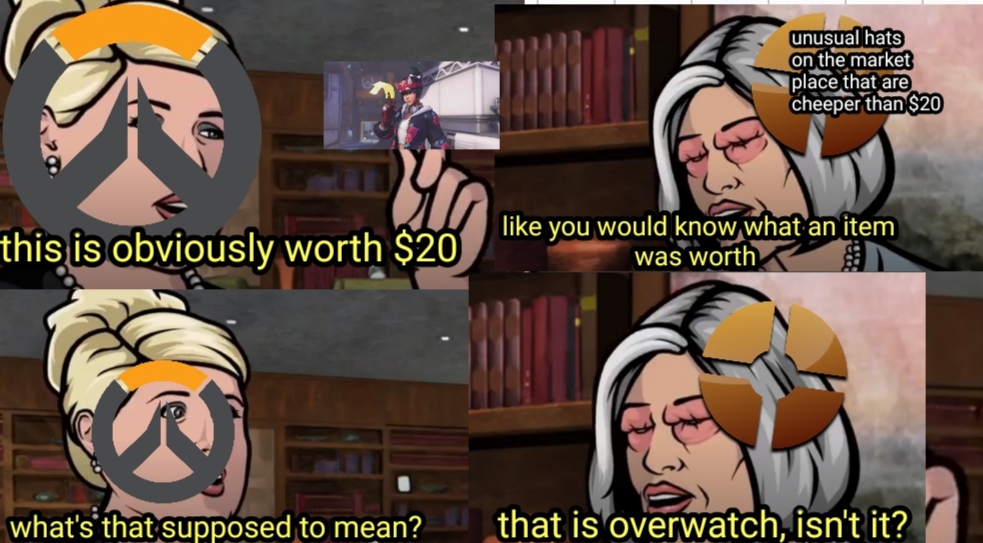 this is obviously worth $20
unusual hats
on the market
place that are
cheeper than $20
like you would know what an item
was worth
what's that supposed to mean?
that is overwatch, isn't it?